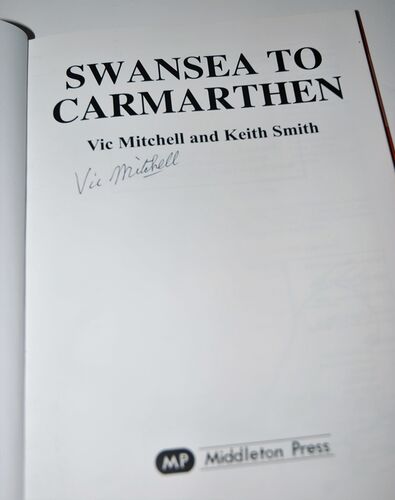 SWANSEA TO
CARMARTHEN
Vic Mitchell and Keith Smith
Vic Mitchell
MP Middleton Press